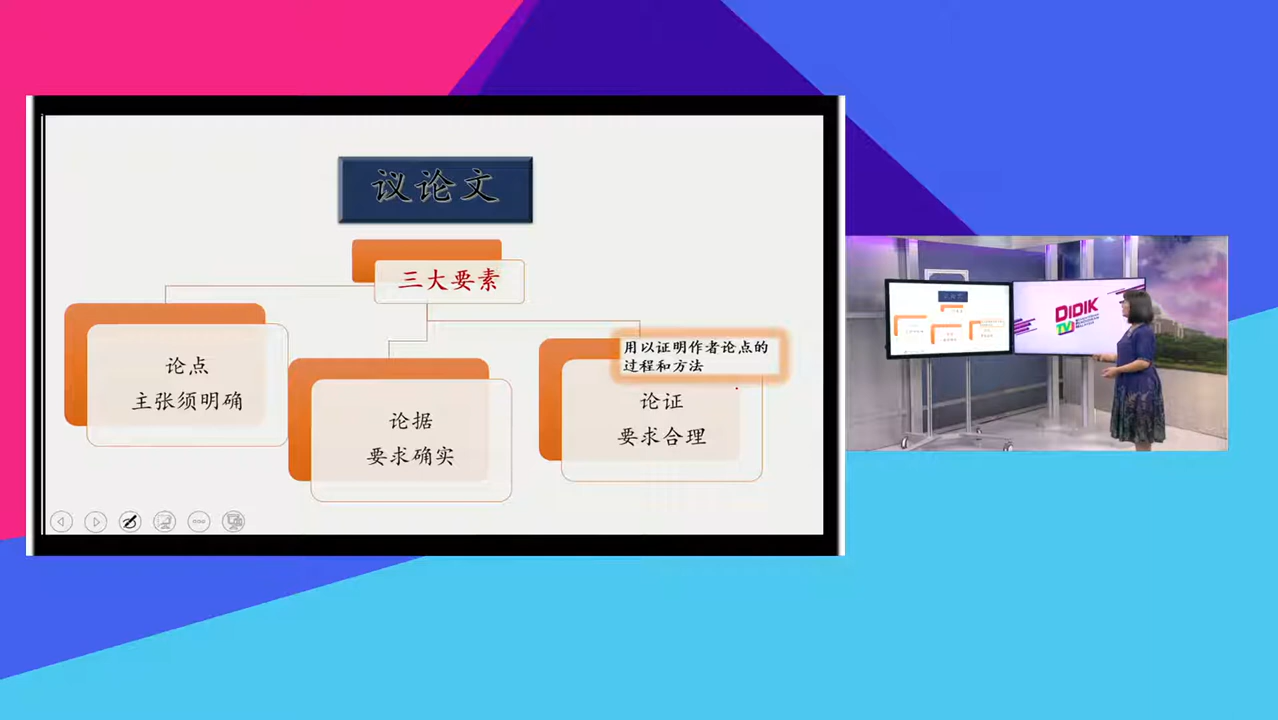 议论文
三大要素
论点
主张须明确
论据
要求确实
用以证明作者论点的
过程和方法
论证
要求合理
DIDIK
TV